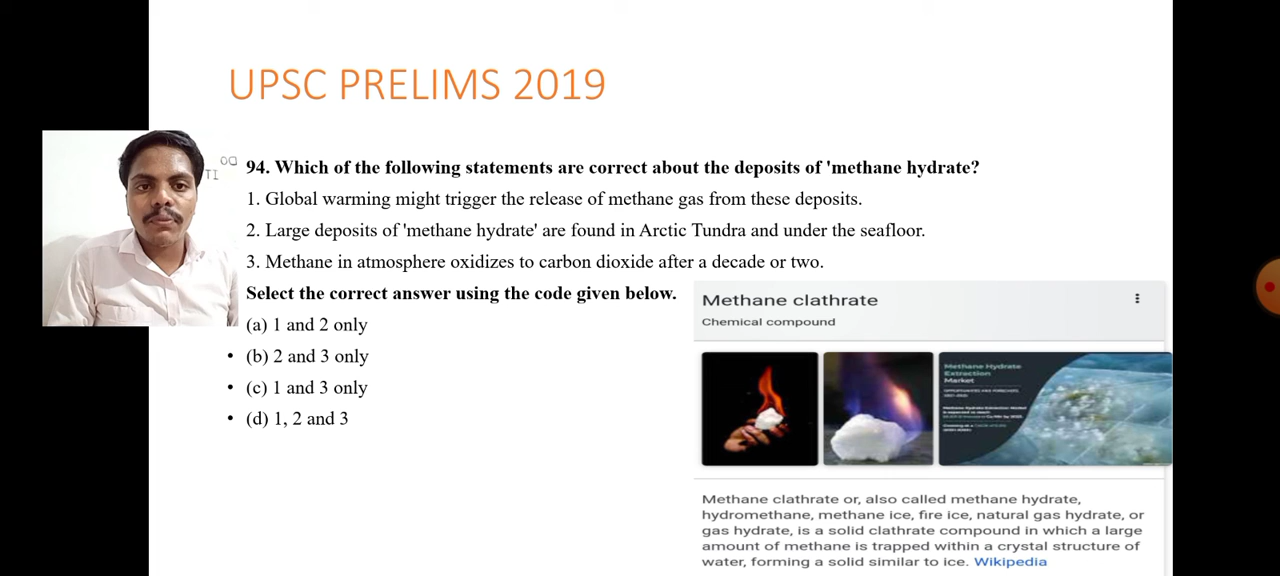 UPSC PRELIMS 2019
94. Which of the following statements are correct about the deposits of 'methane hydrate?
1. Global warming might trigger the release of methane gas from these deposits.
2. Large deposits of 'methane hydrate' are found in Arctic Tundra and under the seafloor.
3. Methane in atmosphere oxidizes to carbon dioxide after a decade or two.
Select the correct answer using the code given below.
(a) 1 and 2 only
• (b) 2 and 3 only
• (c) 1 and 3 only
• (d) 1, 2 and 3
Methane clathrate
Chemical compound
Methane Hydrate
Extraction
Market
Methane clathrate or, also called methane hydrate,
hydromethane, methane ice, fire ice, natural gas hydrate, or
gas hydrate, is a solid clathrate compound in which a large
amount of methane is trapped within a crystal structure of
water, forming a solid similar to ice. Wikipedia